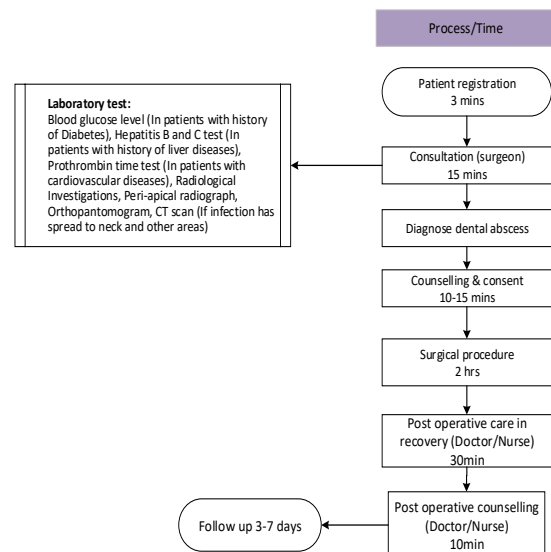 Process/Time
Patient registration
3 mins
Laboratory test:
Blood glucose level (In patients with history
of Diabetes), Hepatitis B and C test (In
patients with history of liver diseases),
Prothrombin time test (In patients with
cardiovascular diseases), Radiological
Investigations, Peri-apical radiograph,
Orthopantomogram, CT scan (If infection has
spread to neck and other areas)
Consultation (surgeon)
15 mins
Diagnose dental abscess
Counselling & consent
10-15 mins
Surgical procedure
2 hrs
Post operative care in
recovery (Doctor/Nurse)
30min
Post operative counselling
(Doctor/Nurse)
10min
Follow up 3-7 days